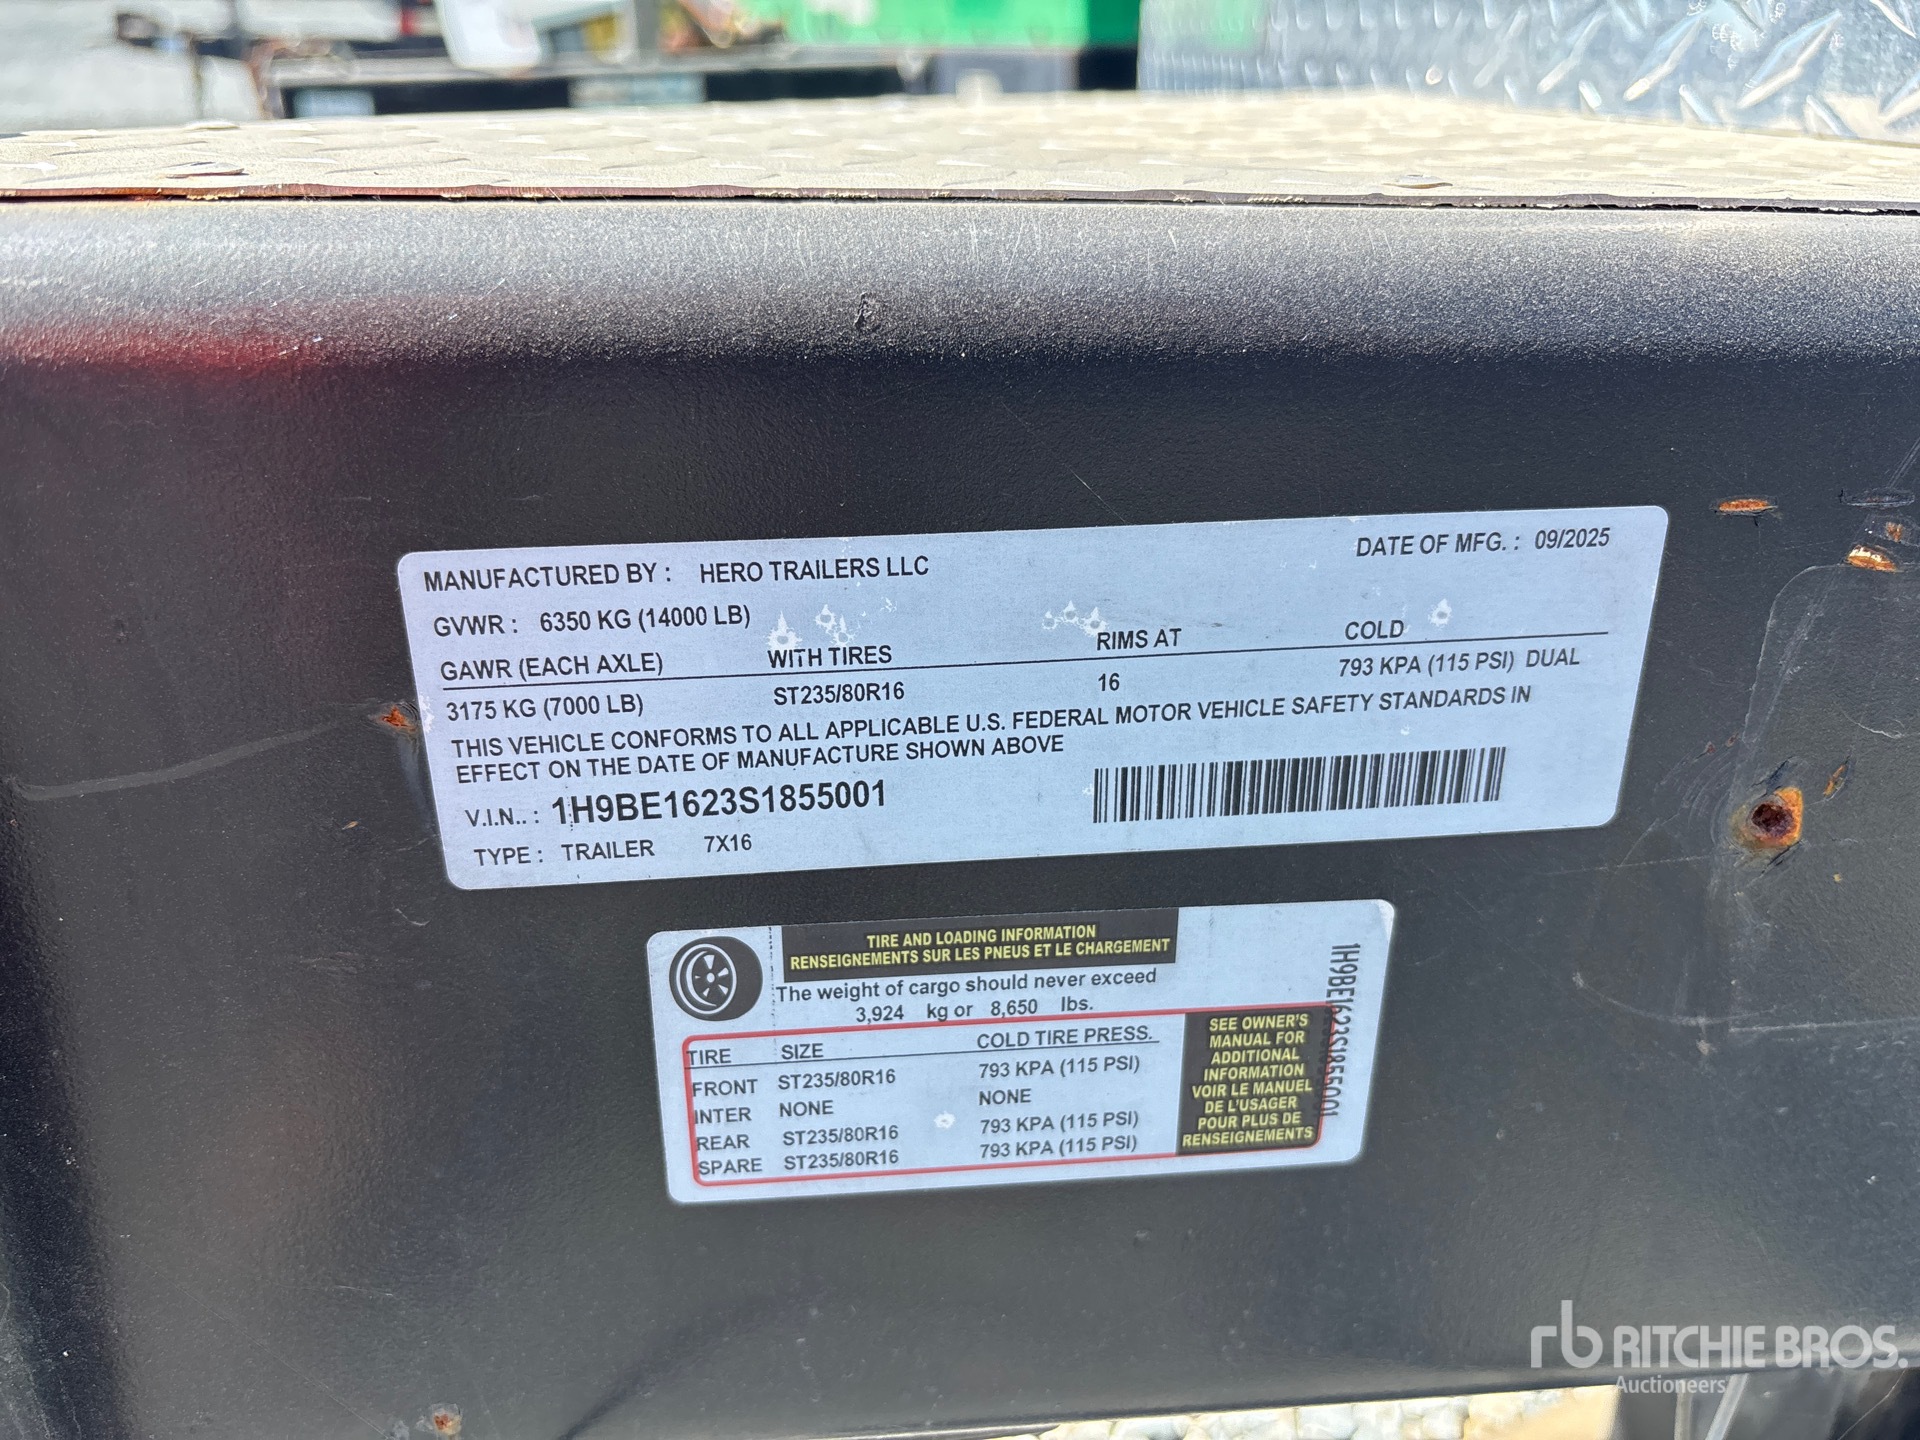 MANUFACTURED BY : HERO TRAILERS LLC DATE OF MFG. : 09/2025
GVWR : 6350 KG (14000 LB)
GAWR (EACH AXLE) WITH TIRES RIMS AT COLD
3175 KG (7000 LB) ST235/80R16 16 793 KPA (115 PSI) DUAL
THIS VEHICLE CONFORMS TO ALL APPLICABLE U.S. FEDERAL MOTOR VEHICLE SAFETY STANDARDS IN
EFFECT ON THE DATE OF MANUFACTURE SHOWN ABOVE
V.I.N.. : 1H9BE1623S1855001
TYPE : TRAILER 7X16
TIRE AND LOADING INFORMATION
RENSEIGNEMENTS SUR LES PNEUS ET LE CHARGEMENT
The weight of cargo should never exceed
3,924 kg or 8,650 lbs.
TIRE SIZE COLD TIRE PRESS.
FRONT ST235/80R16 793 KPA (115 PSI)
INTER NONE NONE
REAR ST235/80R16 793 KPA (115 PSI)
SPARE ST235/80R16 793 KPA (115 PSI)
SEE OWNER'S
MANUAL FOR
ADDITIONAL
INFORMATION
VOIR LE MANUEL
DE L'USAGER
POUR PLUS DE
RENSEIGNEMENTS
1H9BE1623S1855001
rb RITCHIE BROS.
Auctioneers